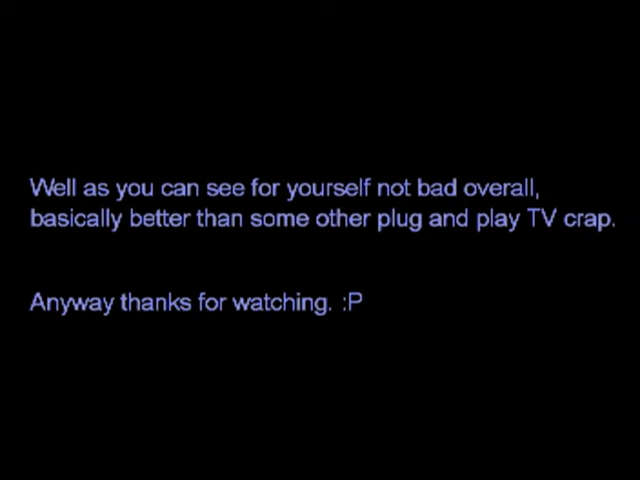 Well as you can see for yourself not bad overall,
basically better than some other plug and play TV crap.
Anyway thanks for watching. :P